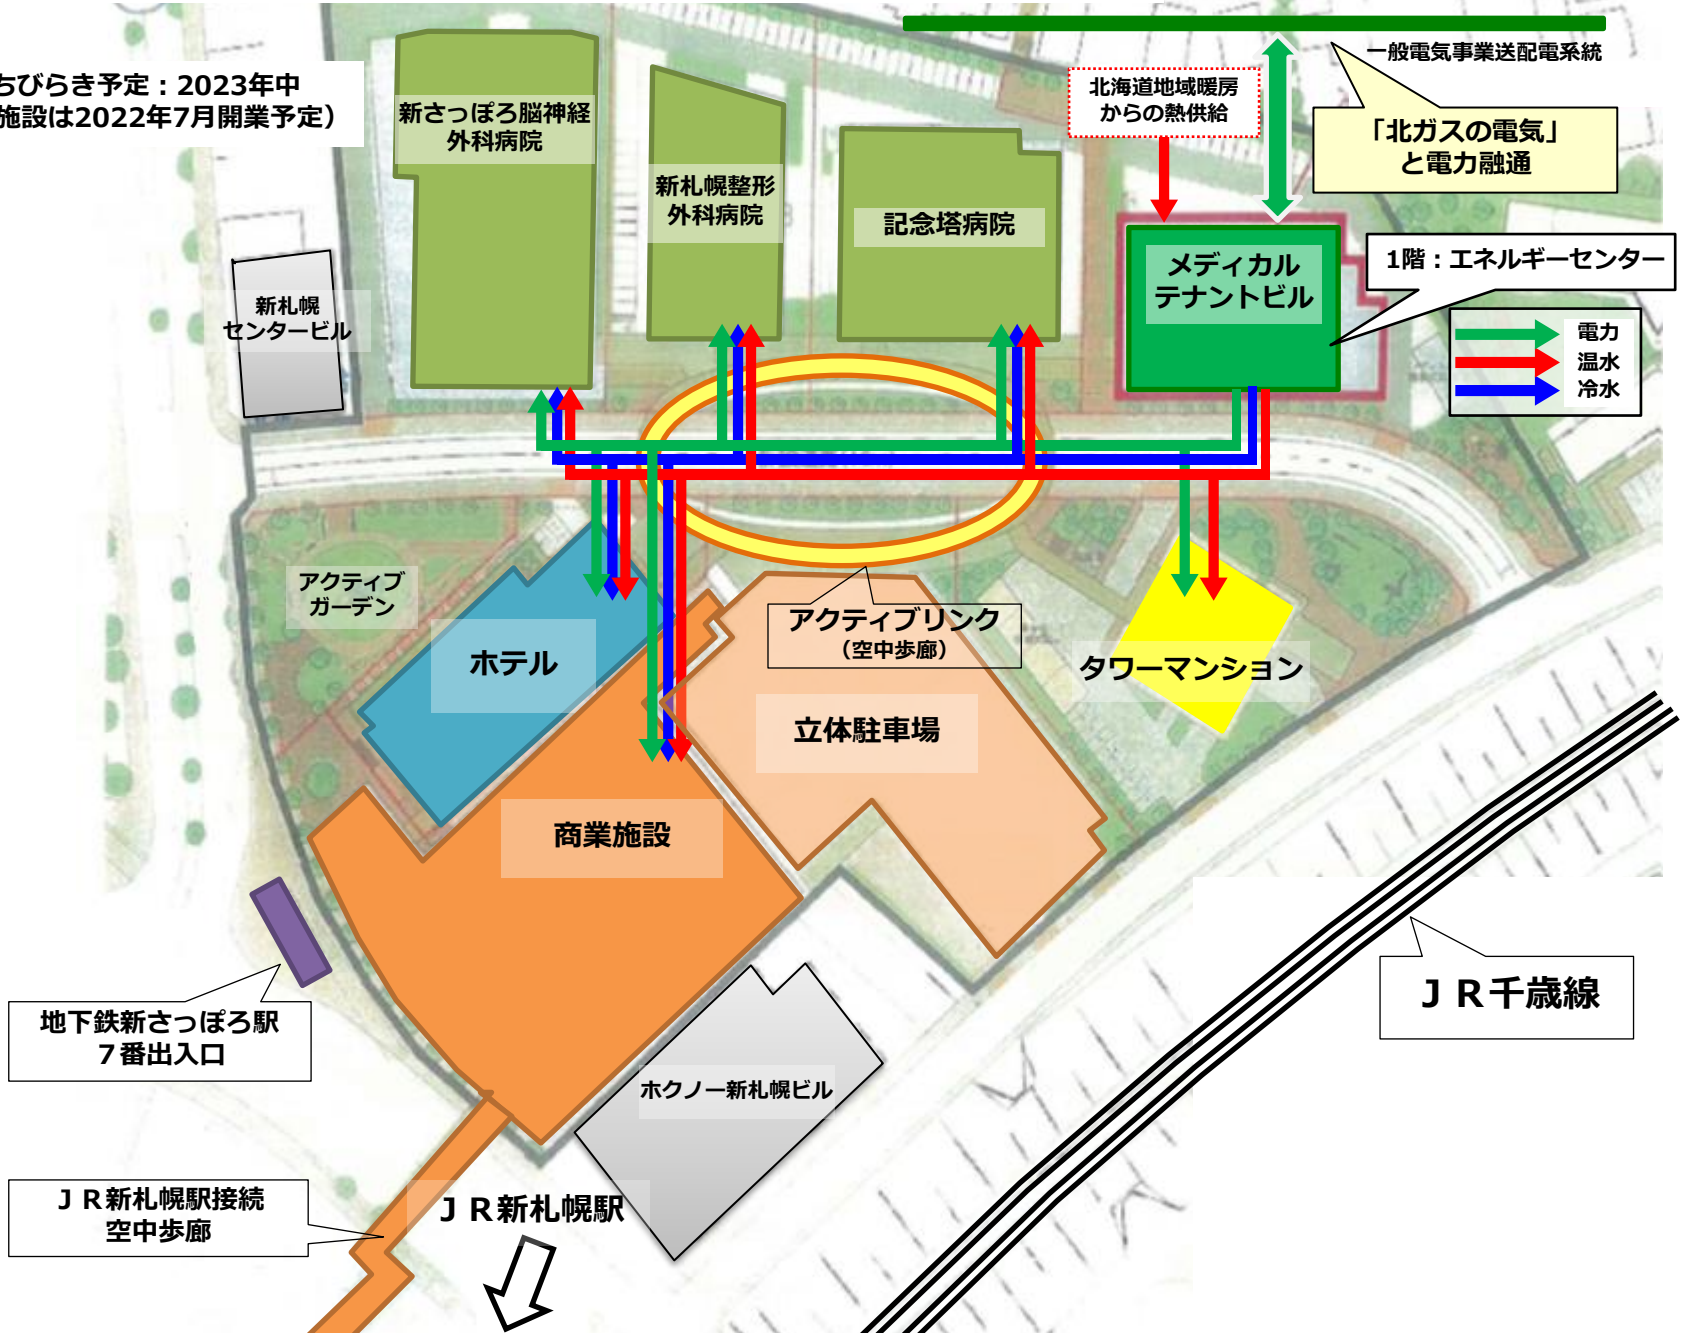 ちびらき予定：2023年中
施設は2022年7月開業予定）
新さっぽろ脳神経
外科病院
新札幌整形
外科病院
記念塔病院
北海道地域暖房
からの熱供給
一般電気事業送配電系統
「北ガスの電気」
と電力融通
メディカル
テナントビル
1階：エネルギーセンター
電力
温水
冷水
新札幌
センタービル
アクティブ
ガーデン
ホテル
アクティブリンク
（空中歩廊）
タワーマンション
立体駐車場
商業施設
地下鉄新さっぽろ駅
７番出入口
ＪＲ千歳線
ホクノー新札幌ビル
ＪＲ新札幌駅接続
空中歩廊
ＪＲ新札幌駅